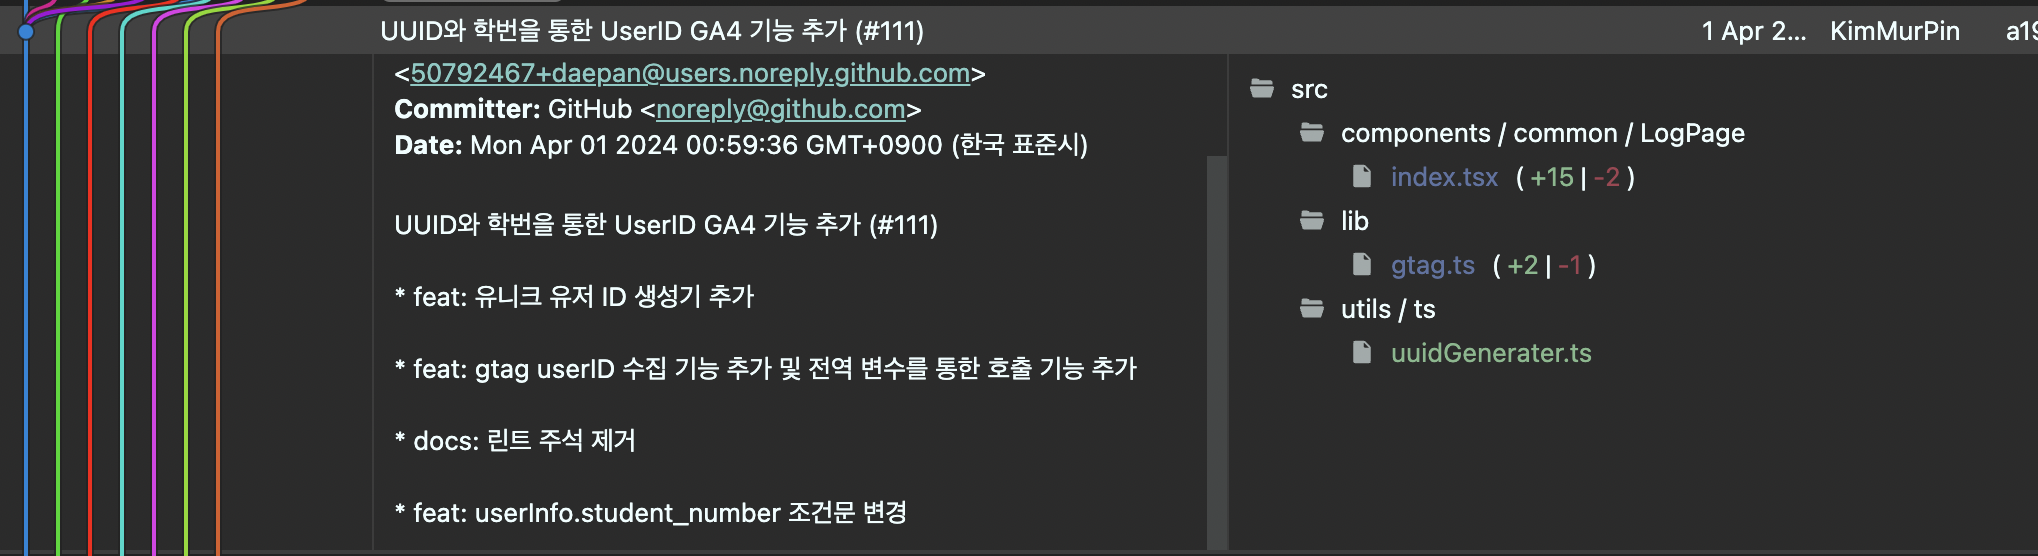 UUID와 학번을 통한 UserID GA4 기능 추가 (#111) 1 Apr 2... KimMurPin a19
<50792467+daepan@users.noreply.github.com>
Committer: GitHub <noreply@github.com>
Date: Mon Apr 01 2024 00:59:36 GMT+0900 (한국 표준시)
UUID와 학번을 통한 UserID GA4 기능 추가 (#111)
* feat: 유니크 유저 ID 생성기 추가
* feat: gtag userID 수집 기능 추가 및 전역 변수를 통한 호출 기능 추가
* docs: 린트 주석 제거
* feat: userInfo.student_number 조건문 변경
src
components / common / LogPage
index.tsx ( +15 | -2 )
lib
gtag.ts ( +2 | -1 )
utils / ts
uuidGenerater.ts